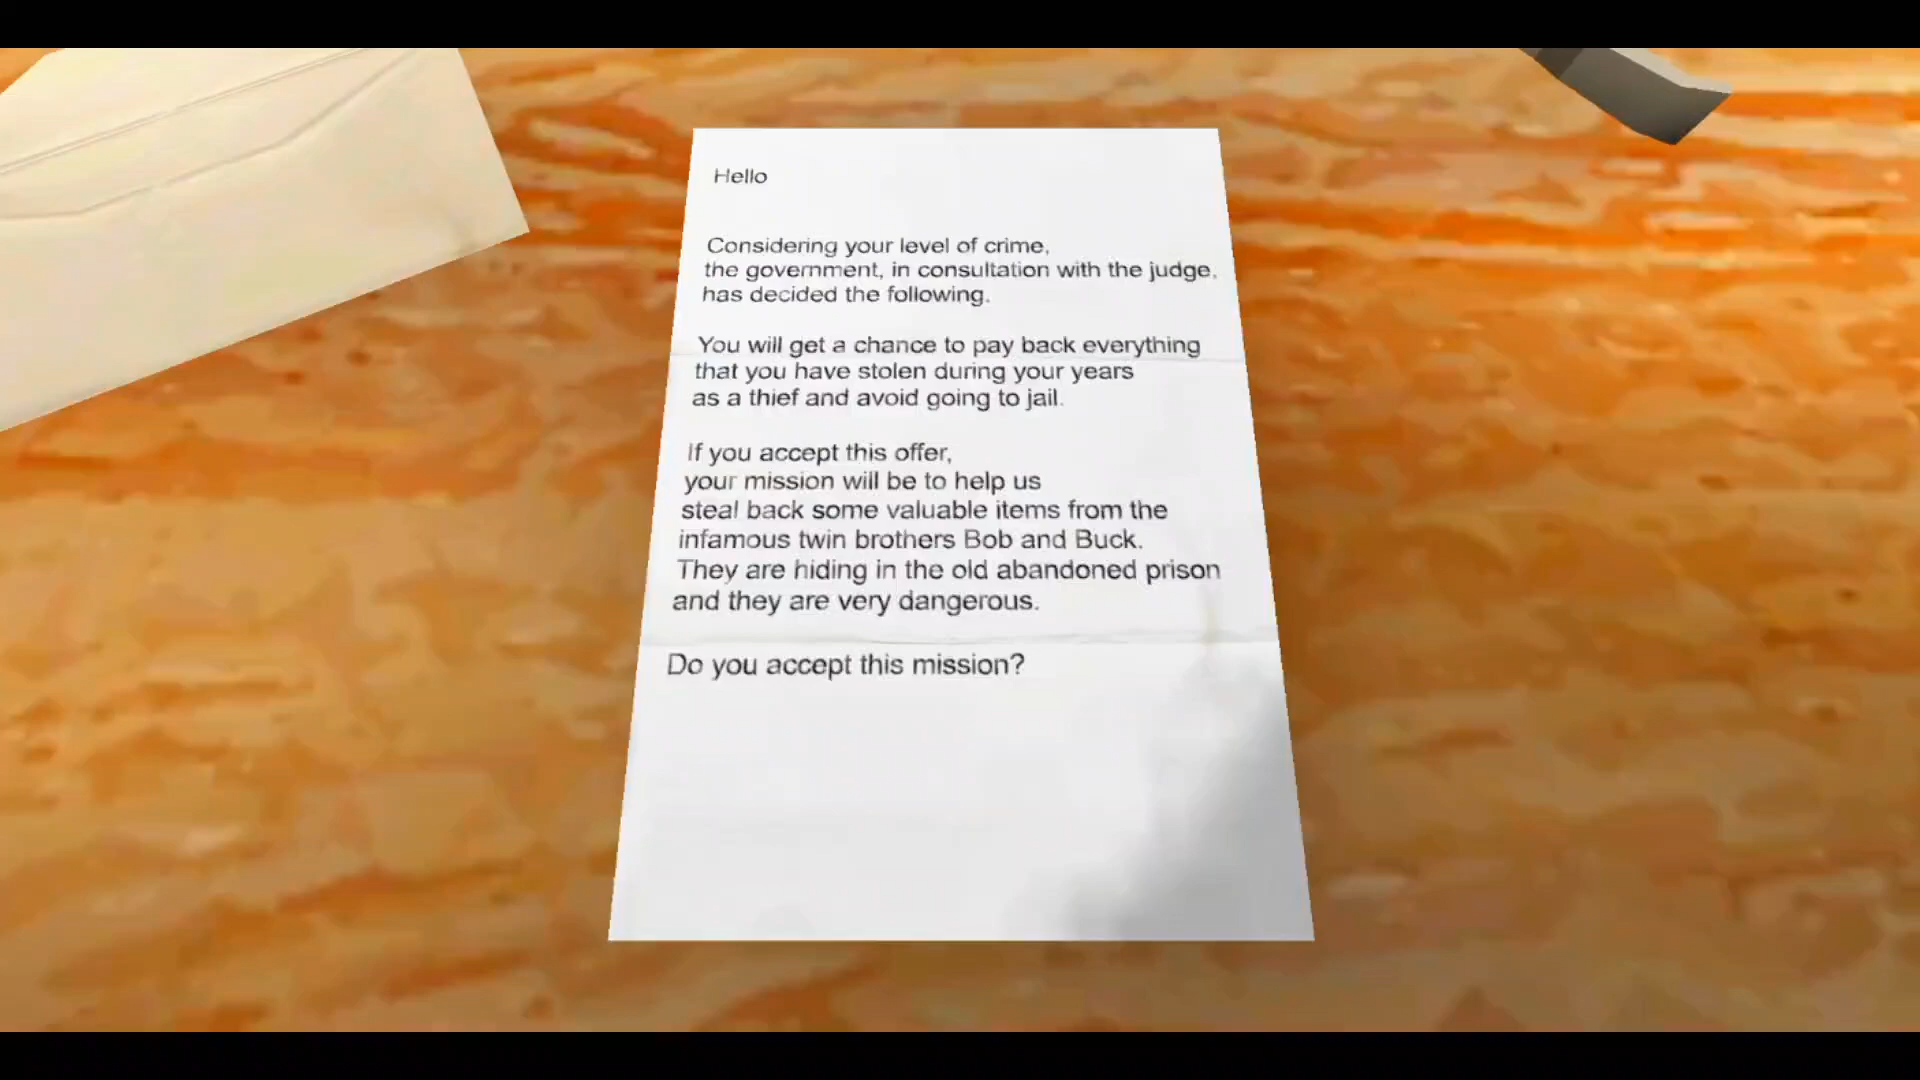 Hello
Considering your level of crime,
the government, in consultation with the judge,
has decided the following.
You will get a chance to pay back everything
that you have stolen during your years
as a thief and avoid going to jail.
If you accept this offer,
your mission will be to help us
steal back some valuable items from the
infamous twin brothers Bob and Buck.
They are hiding in the old abandoned prison
and they are very dangerous.
Do you accept this mission?